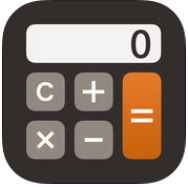 0
C + =
× −